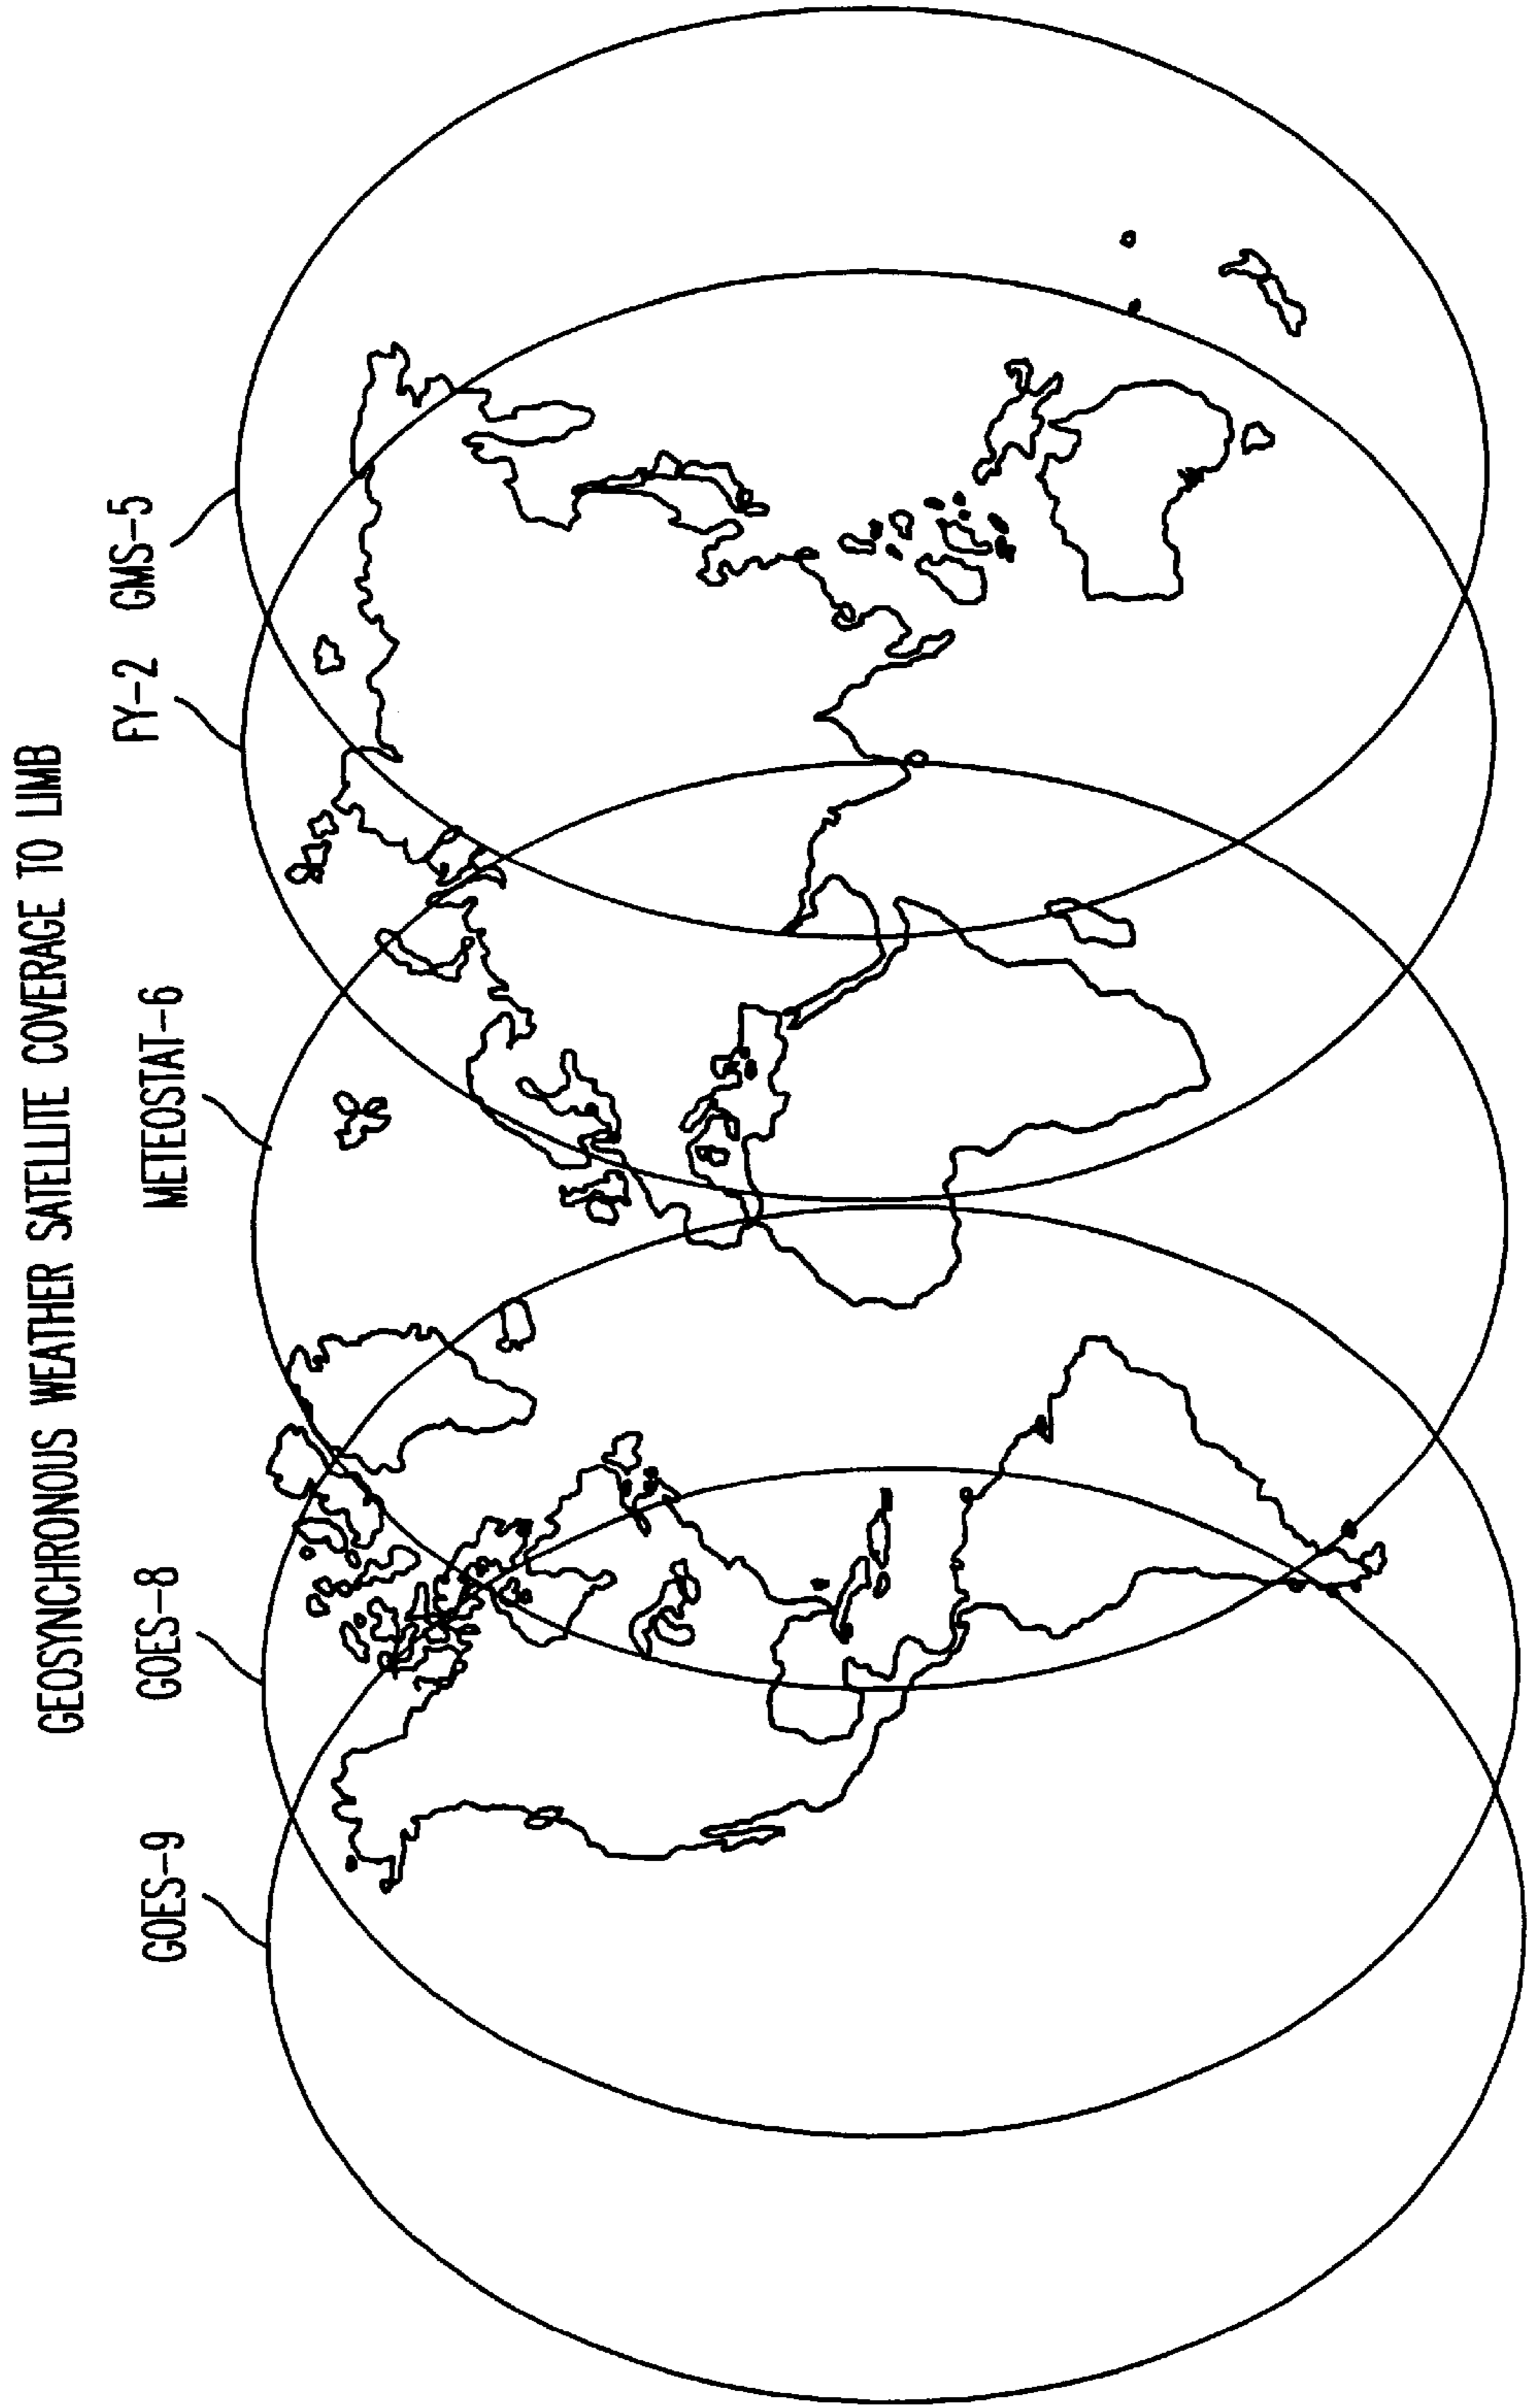 GEOSYNCHRONOUS WEATHER SATELLITE COVERAGE TO LIMB
GOES-9
GOES-8
METEOSTAT-6
FY-2
GMS-5